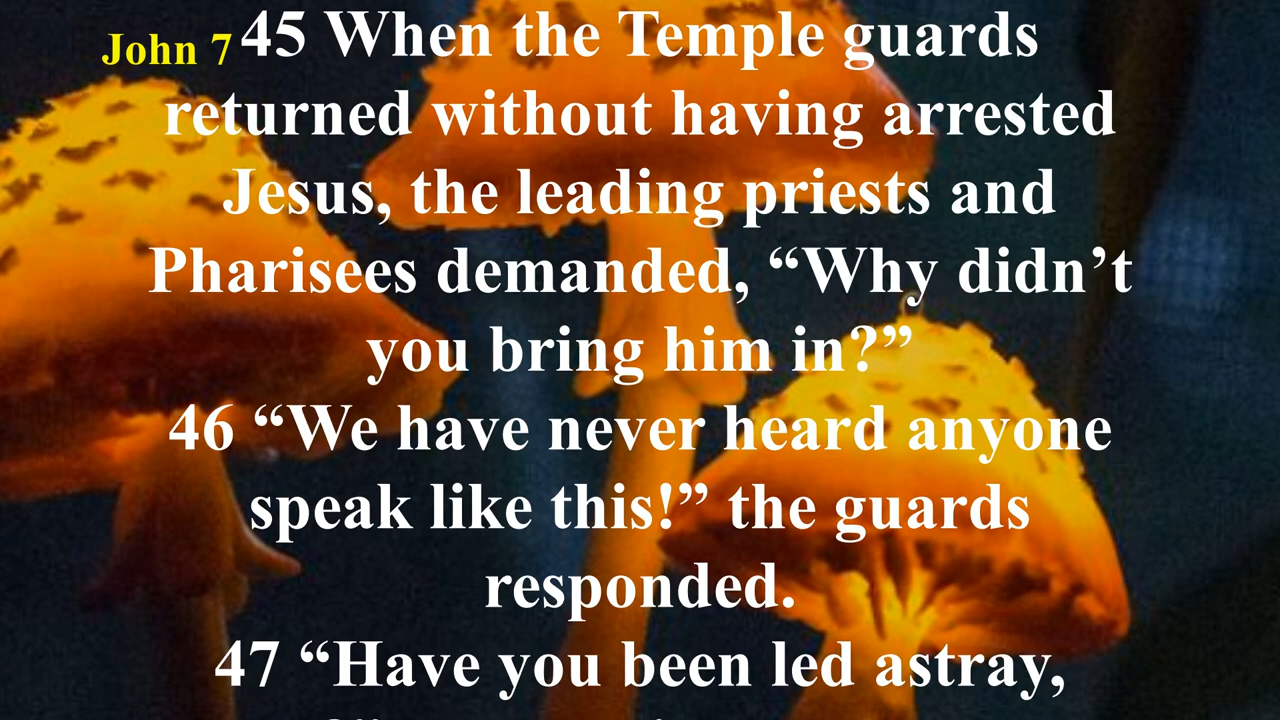 John 7 45 When the Temple guards
returned without having arrested
Jesus, the leading priests and
Pharisees demanded, “Why didn’t
you bring him in?”
46 “We have never heard anyone
speak like this!” the guards
responded.
47 “Have you been led astray,